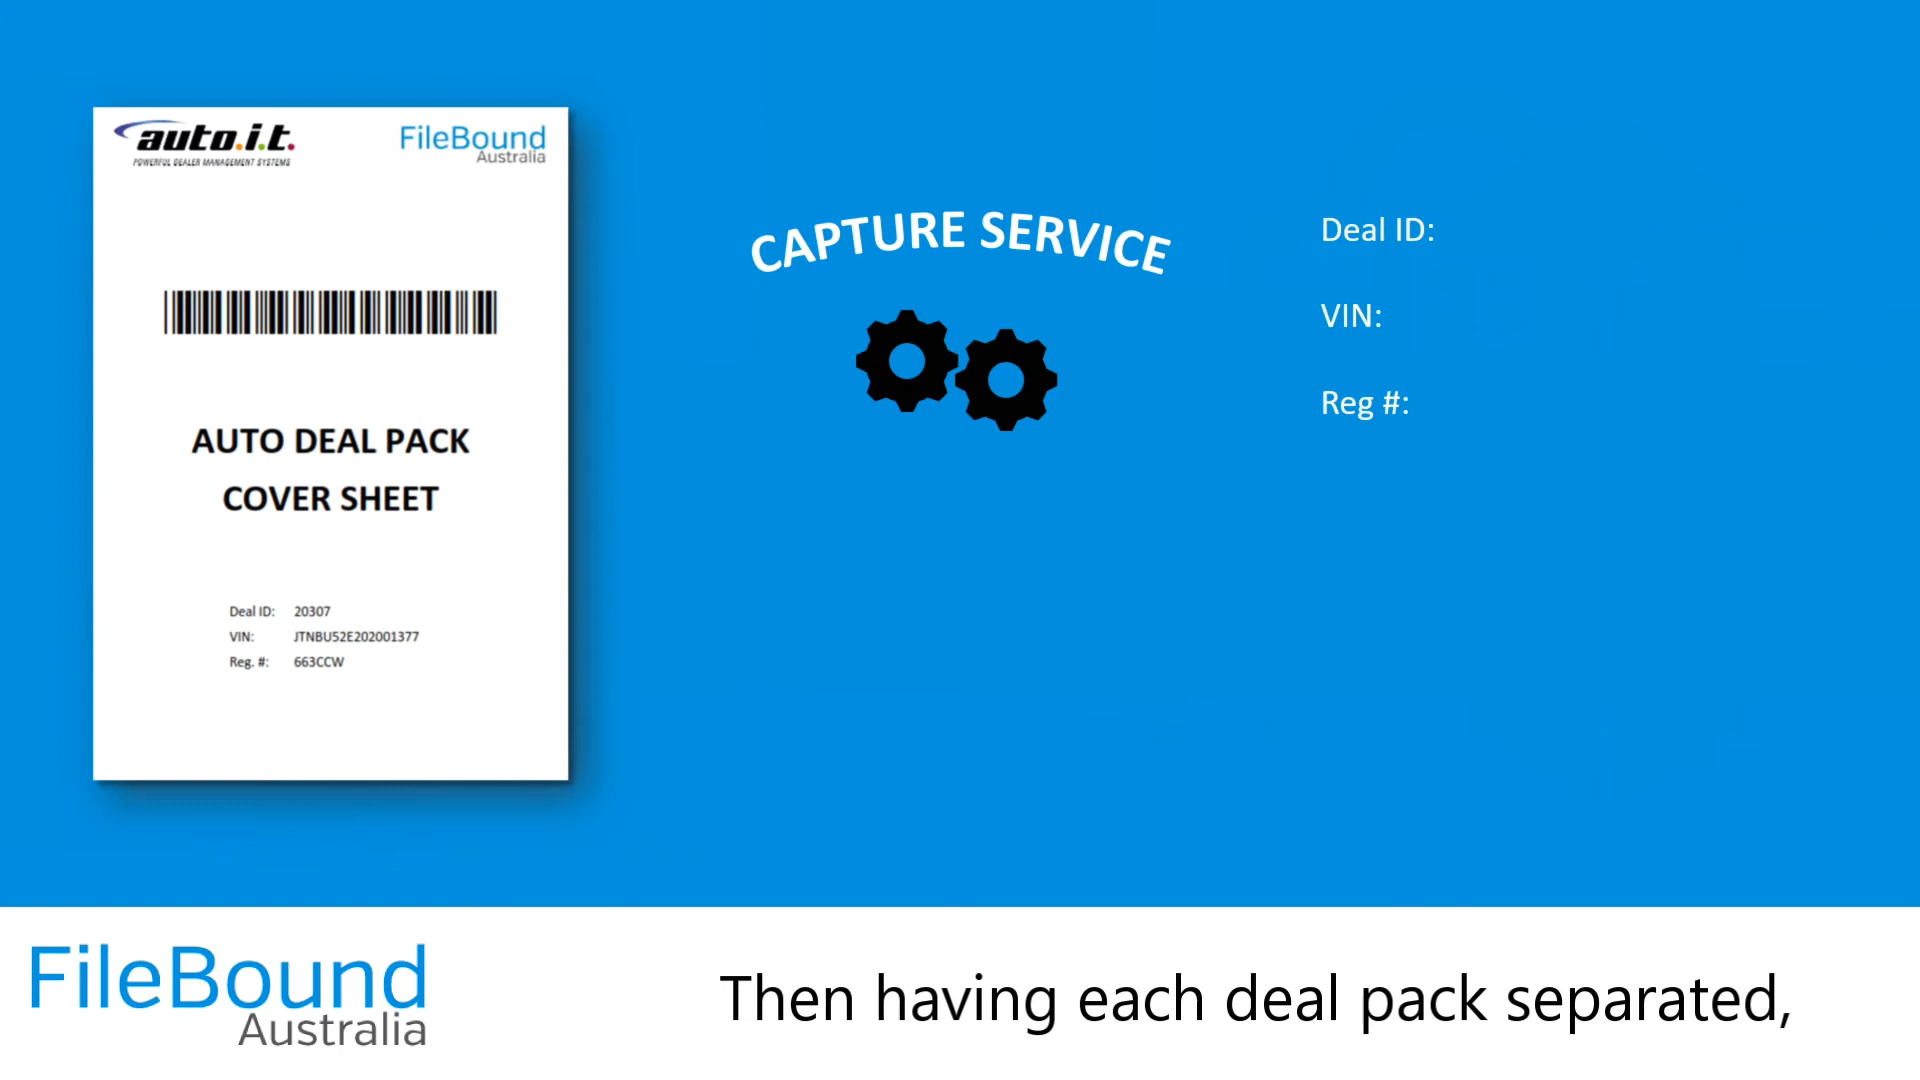 auto.i.t.
POWERFUL DEALER MANAGEMENT SYSTEMS
FileBound
Australia
AUTO DEAL PACK
COVER SHEET
Deal ID: 20307
VIN: JTNBU52E202001377
Reg. #: 663CCW
CAPTURE SERVICE
Deal ID:
VIN:
Reg #:
FileBound
Australia
Then having each deal pack separated,